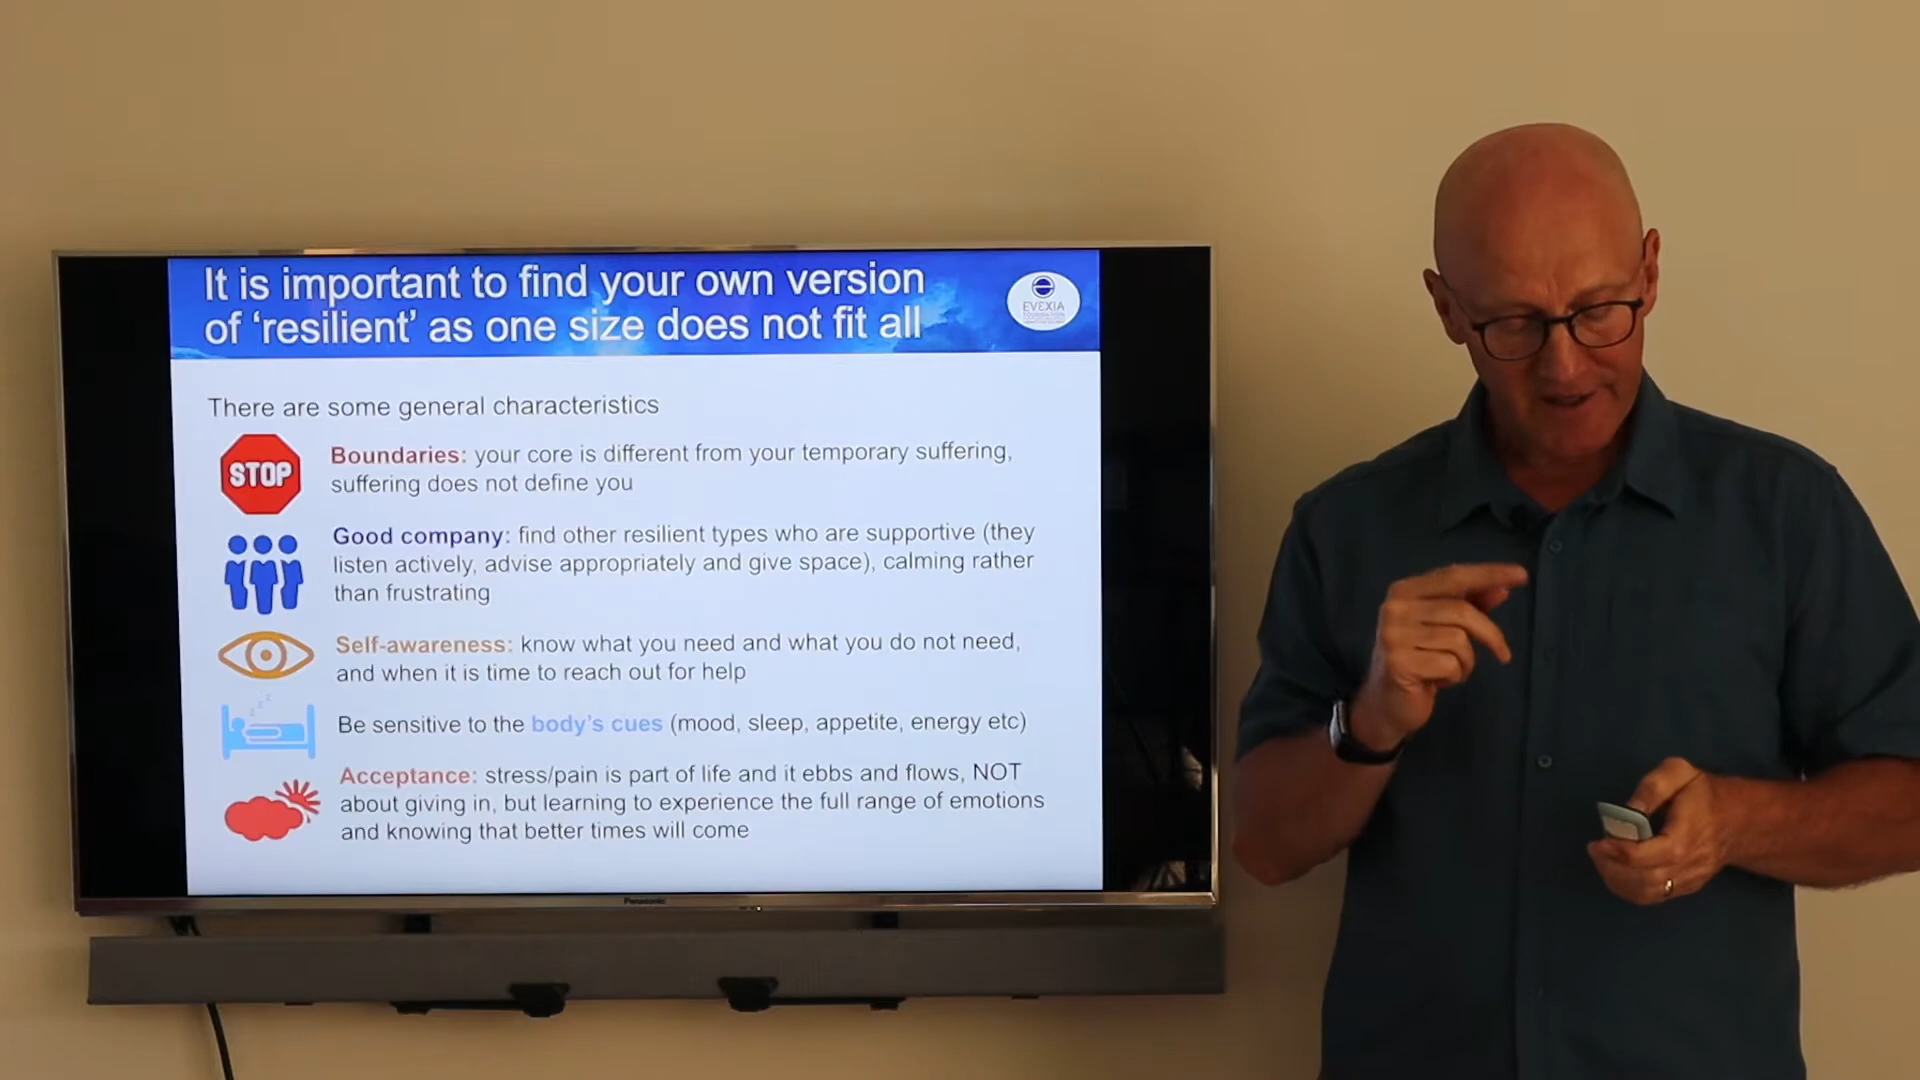 It is important to find your own version
of ‘resilient’ as one size does not fit all
EVEXIA
There are some general characteristics
STOP
Boundaries: your core is different from your temporary suffering,
suffering does not define you
Good company: find other resilient types who are supportive (they
listen actively, advise appropriately and give space), calming rather
than frustrating
Self-awareness: know what you need and what you do not need,
and when it is time to reach out for help
z z z
Be sensitive to the body’s cues (mood, sleep, appetite, energy etc)
Acceptance: stress/pain is part of life and it ebbs and flows, NOT
about giving in, but learning to experience the full range of emotions
and knowing that better times will come
Panasonic